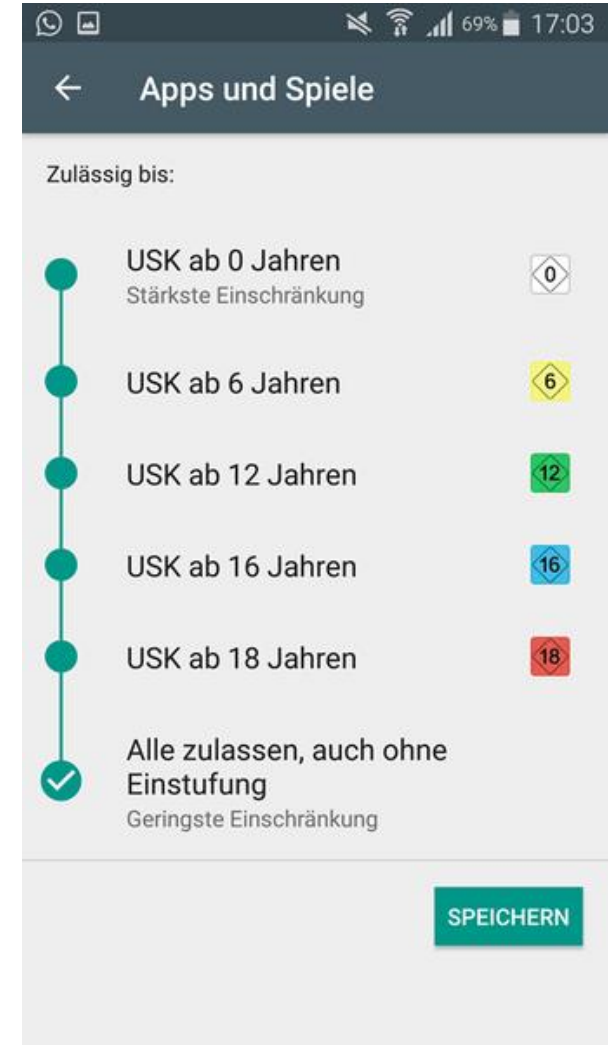 69% 17:03
Apps und Spiele
Zulässig bis:
USK ab 0 Jahren
Stärkste Einschränkung
0
USK ab 6 Jahren
6
USK ab 12 Jahren
12
USK ab 16 Jahren
16
USK ab 18 Jahren
18
Alle zulassen, auch ohne
Einstufung
Geringste Einschränkung
SPEICHERN